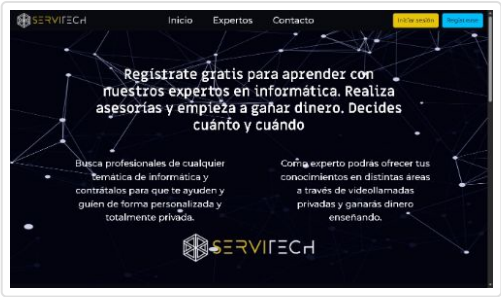 SERVITECH
Inicio Expertos Contacto
Iniciar sesión
Registrarse
Regístrate gratis para aprender con
nuestros expertos en informática. Realiza
asesorías y empieza a ganar dinero. Decides
cuánto y cuándo
Busca profesionales de cualquier
temática de informática y
contrátalos para que te ayuden y
guíen de forma personalizada y
totalmente privada.
Como experto podrás ofrecer tus
conocimientos en distintas áreas
a través de videollamadas
privadas y ganarás dinero
enseñando.
SERVITECH